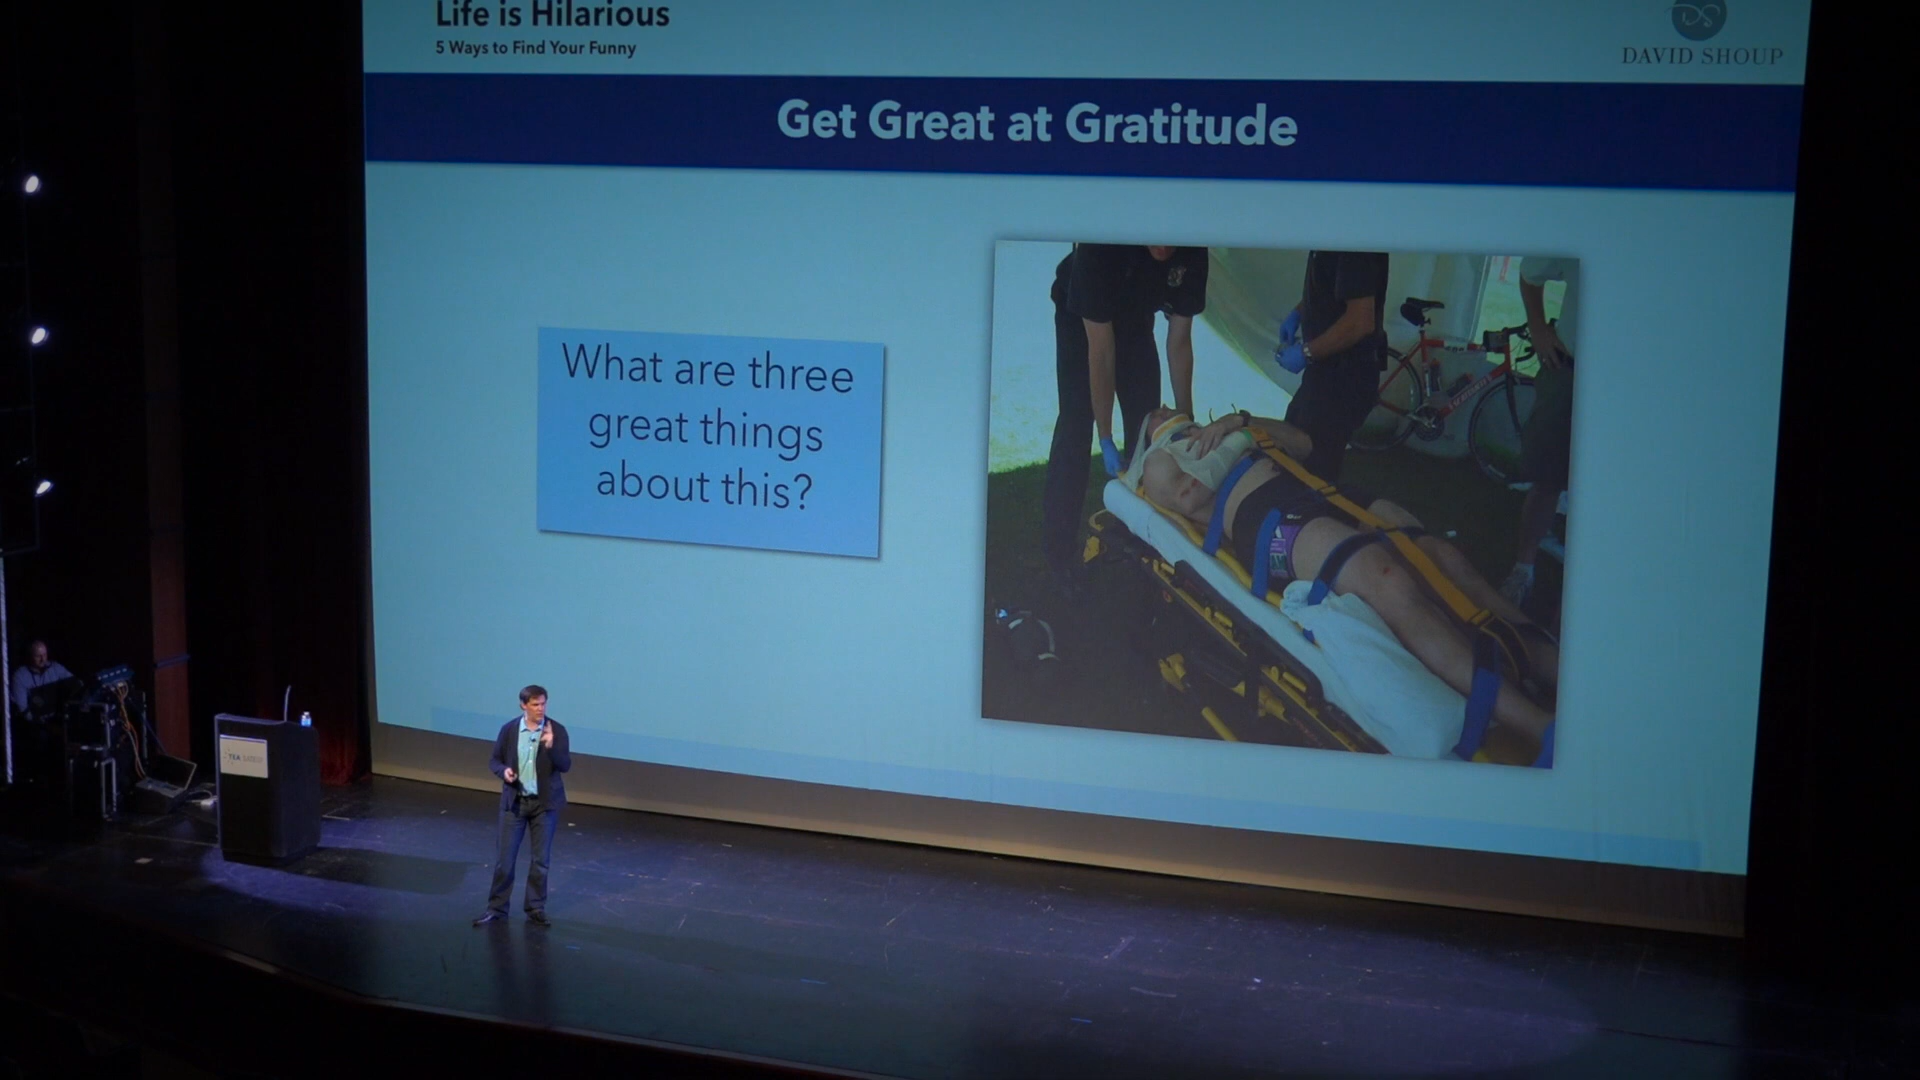 Life is Hilarious
5 Ways to Find Your Funny
DS
DAVID SHOUP
Get Great at Gratitude
What are three
great things
about this?